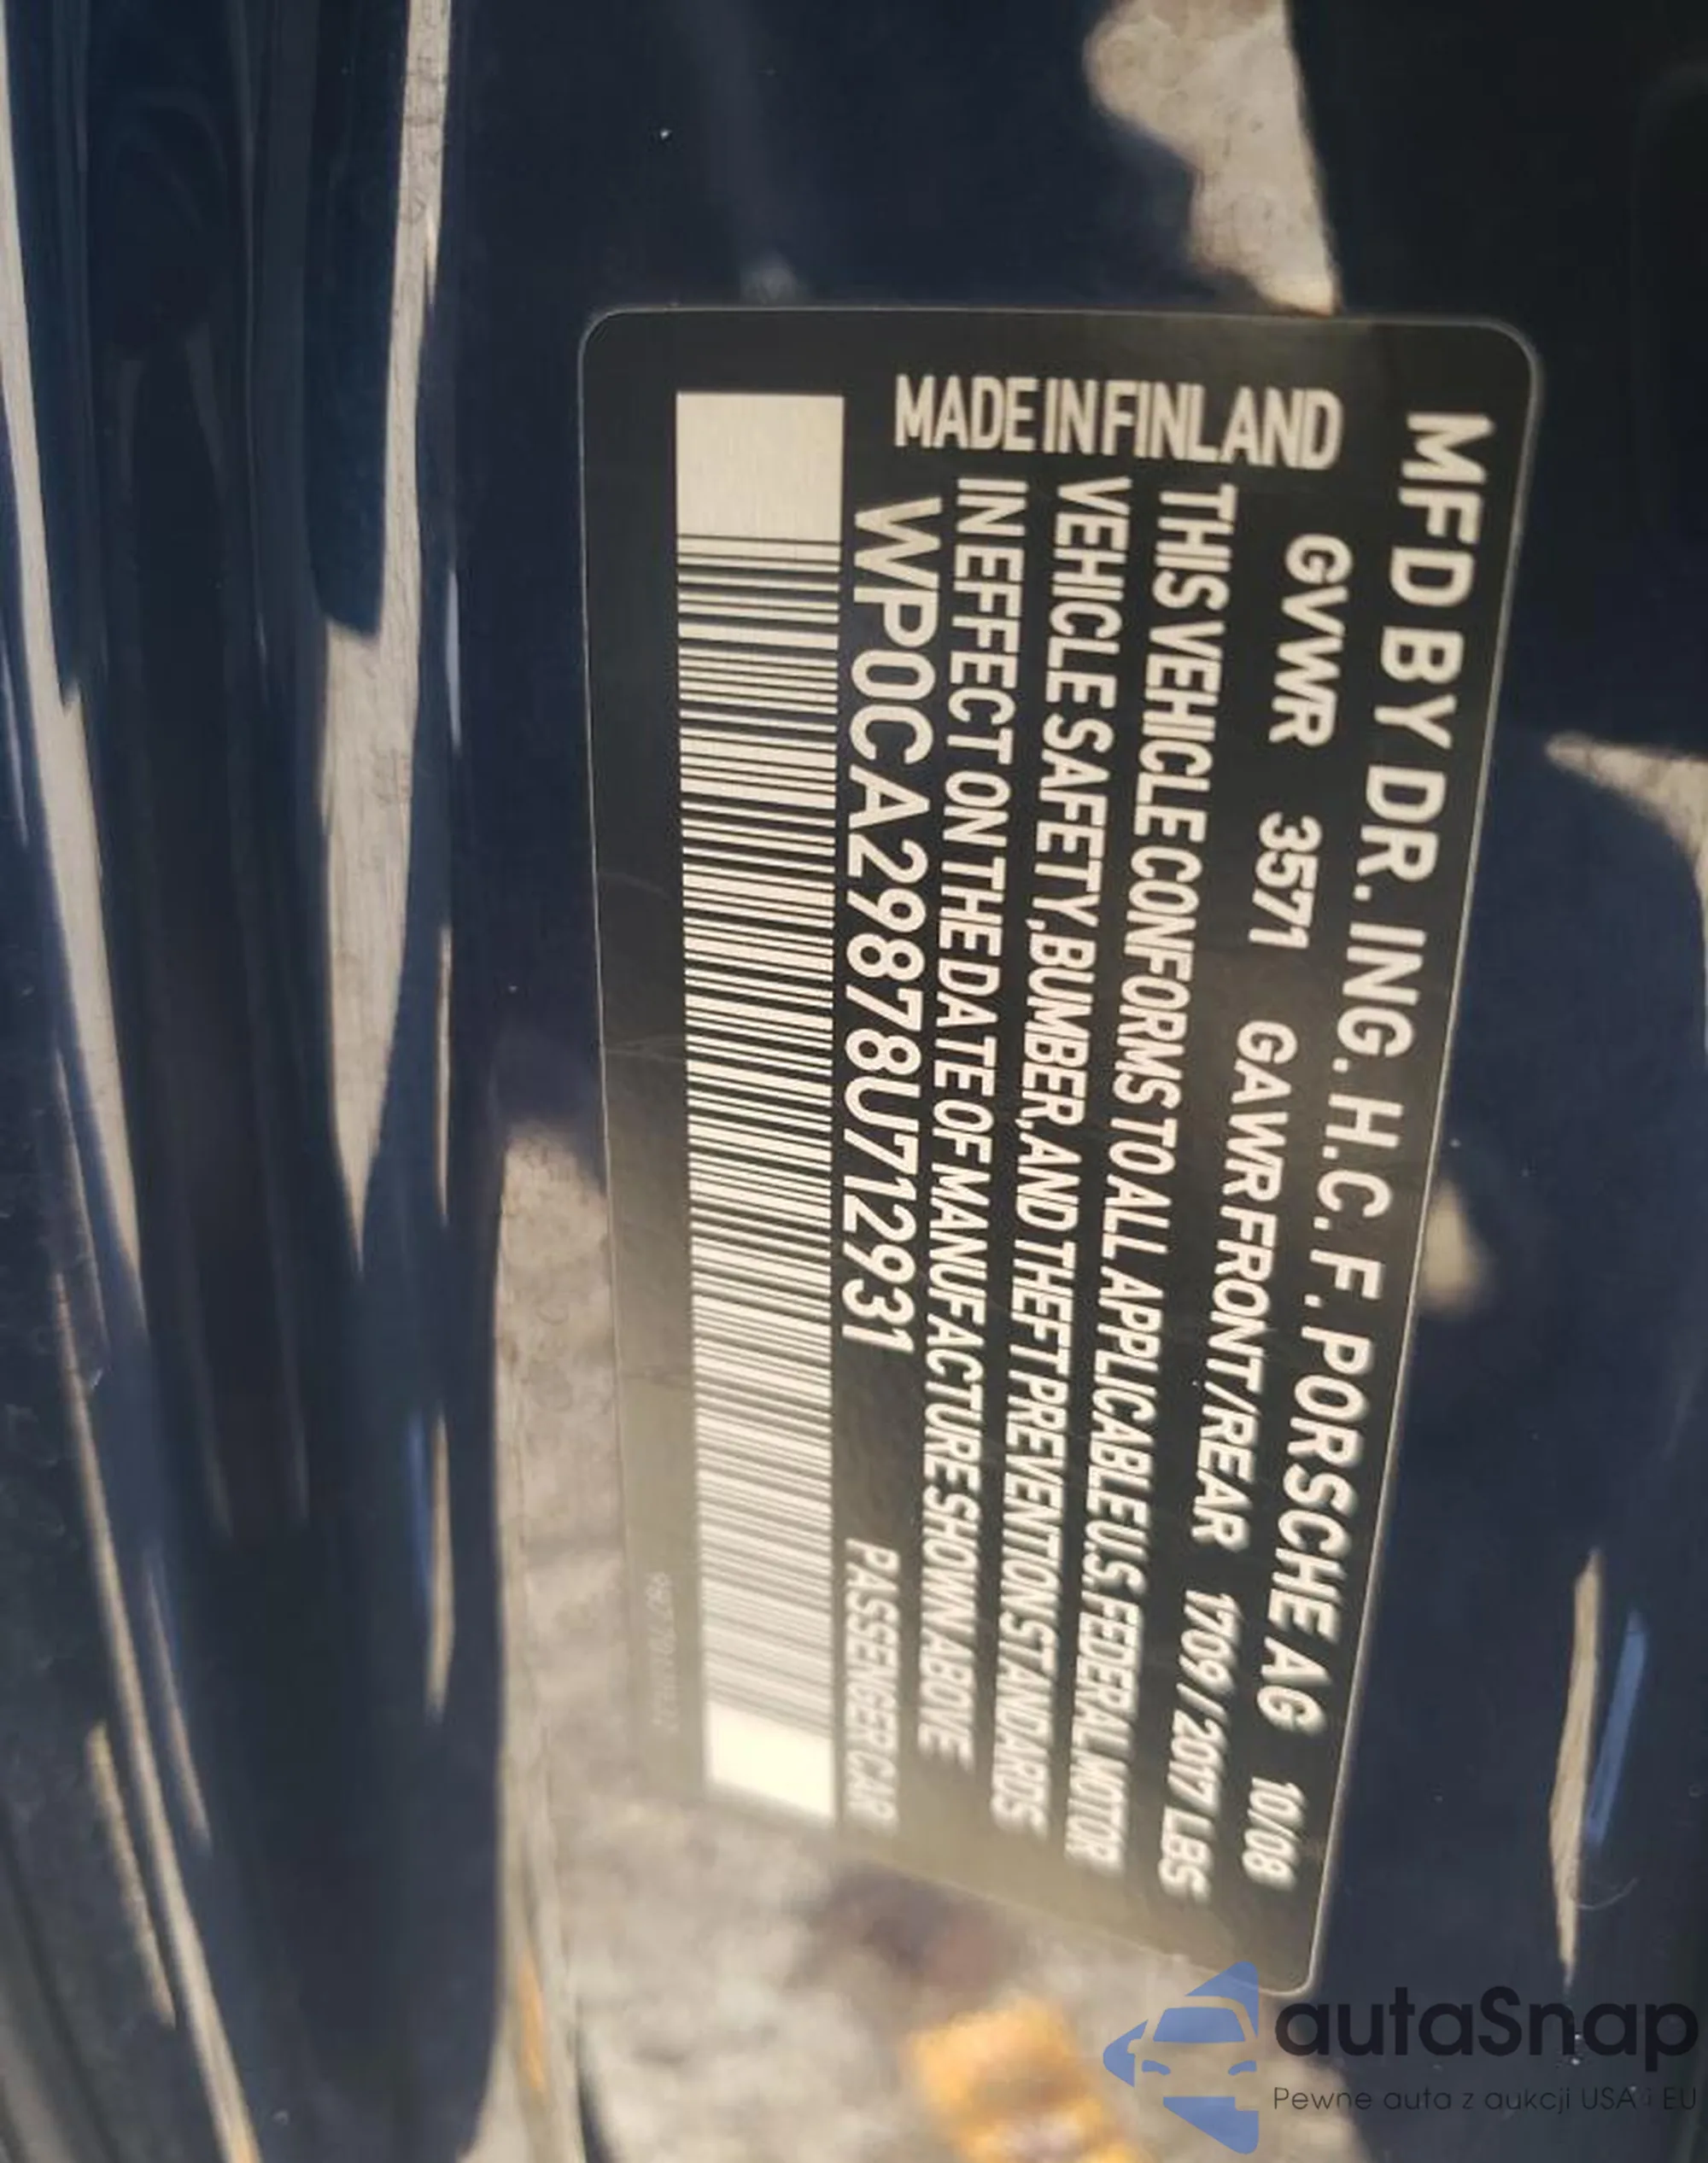 MFD BY DR. ING. H.C. F. PORSCHE AG 10/08
GVWR 3571 GAWR FRONT/REAR 1709 / 2017 LBS
MADE IN FINLAND
THIS VEHICLE CONFORMS TO ALL APPLICABLE U.S. FEDERAL MOTOR
VEHICLE SAFETY, BUMBER, AND THEFT PREVENTION STANDARDS
IN EFFECT ON THE DATE OF MANUFACTURE SHOWN ABOVE
WP0CA29878U712931 PASSENGER CAR
autaSnap
Pewne auta z aukcji USA i EU